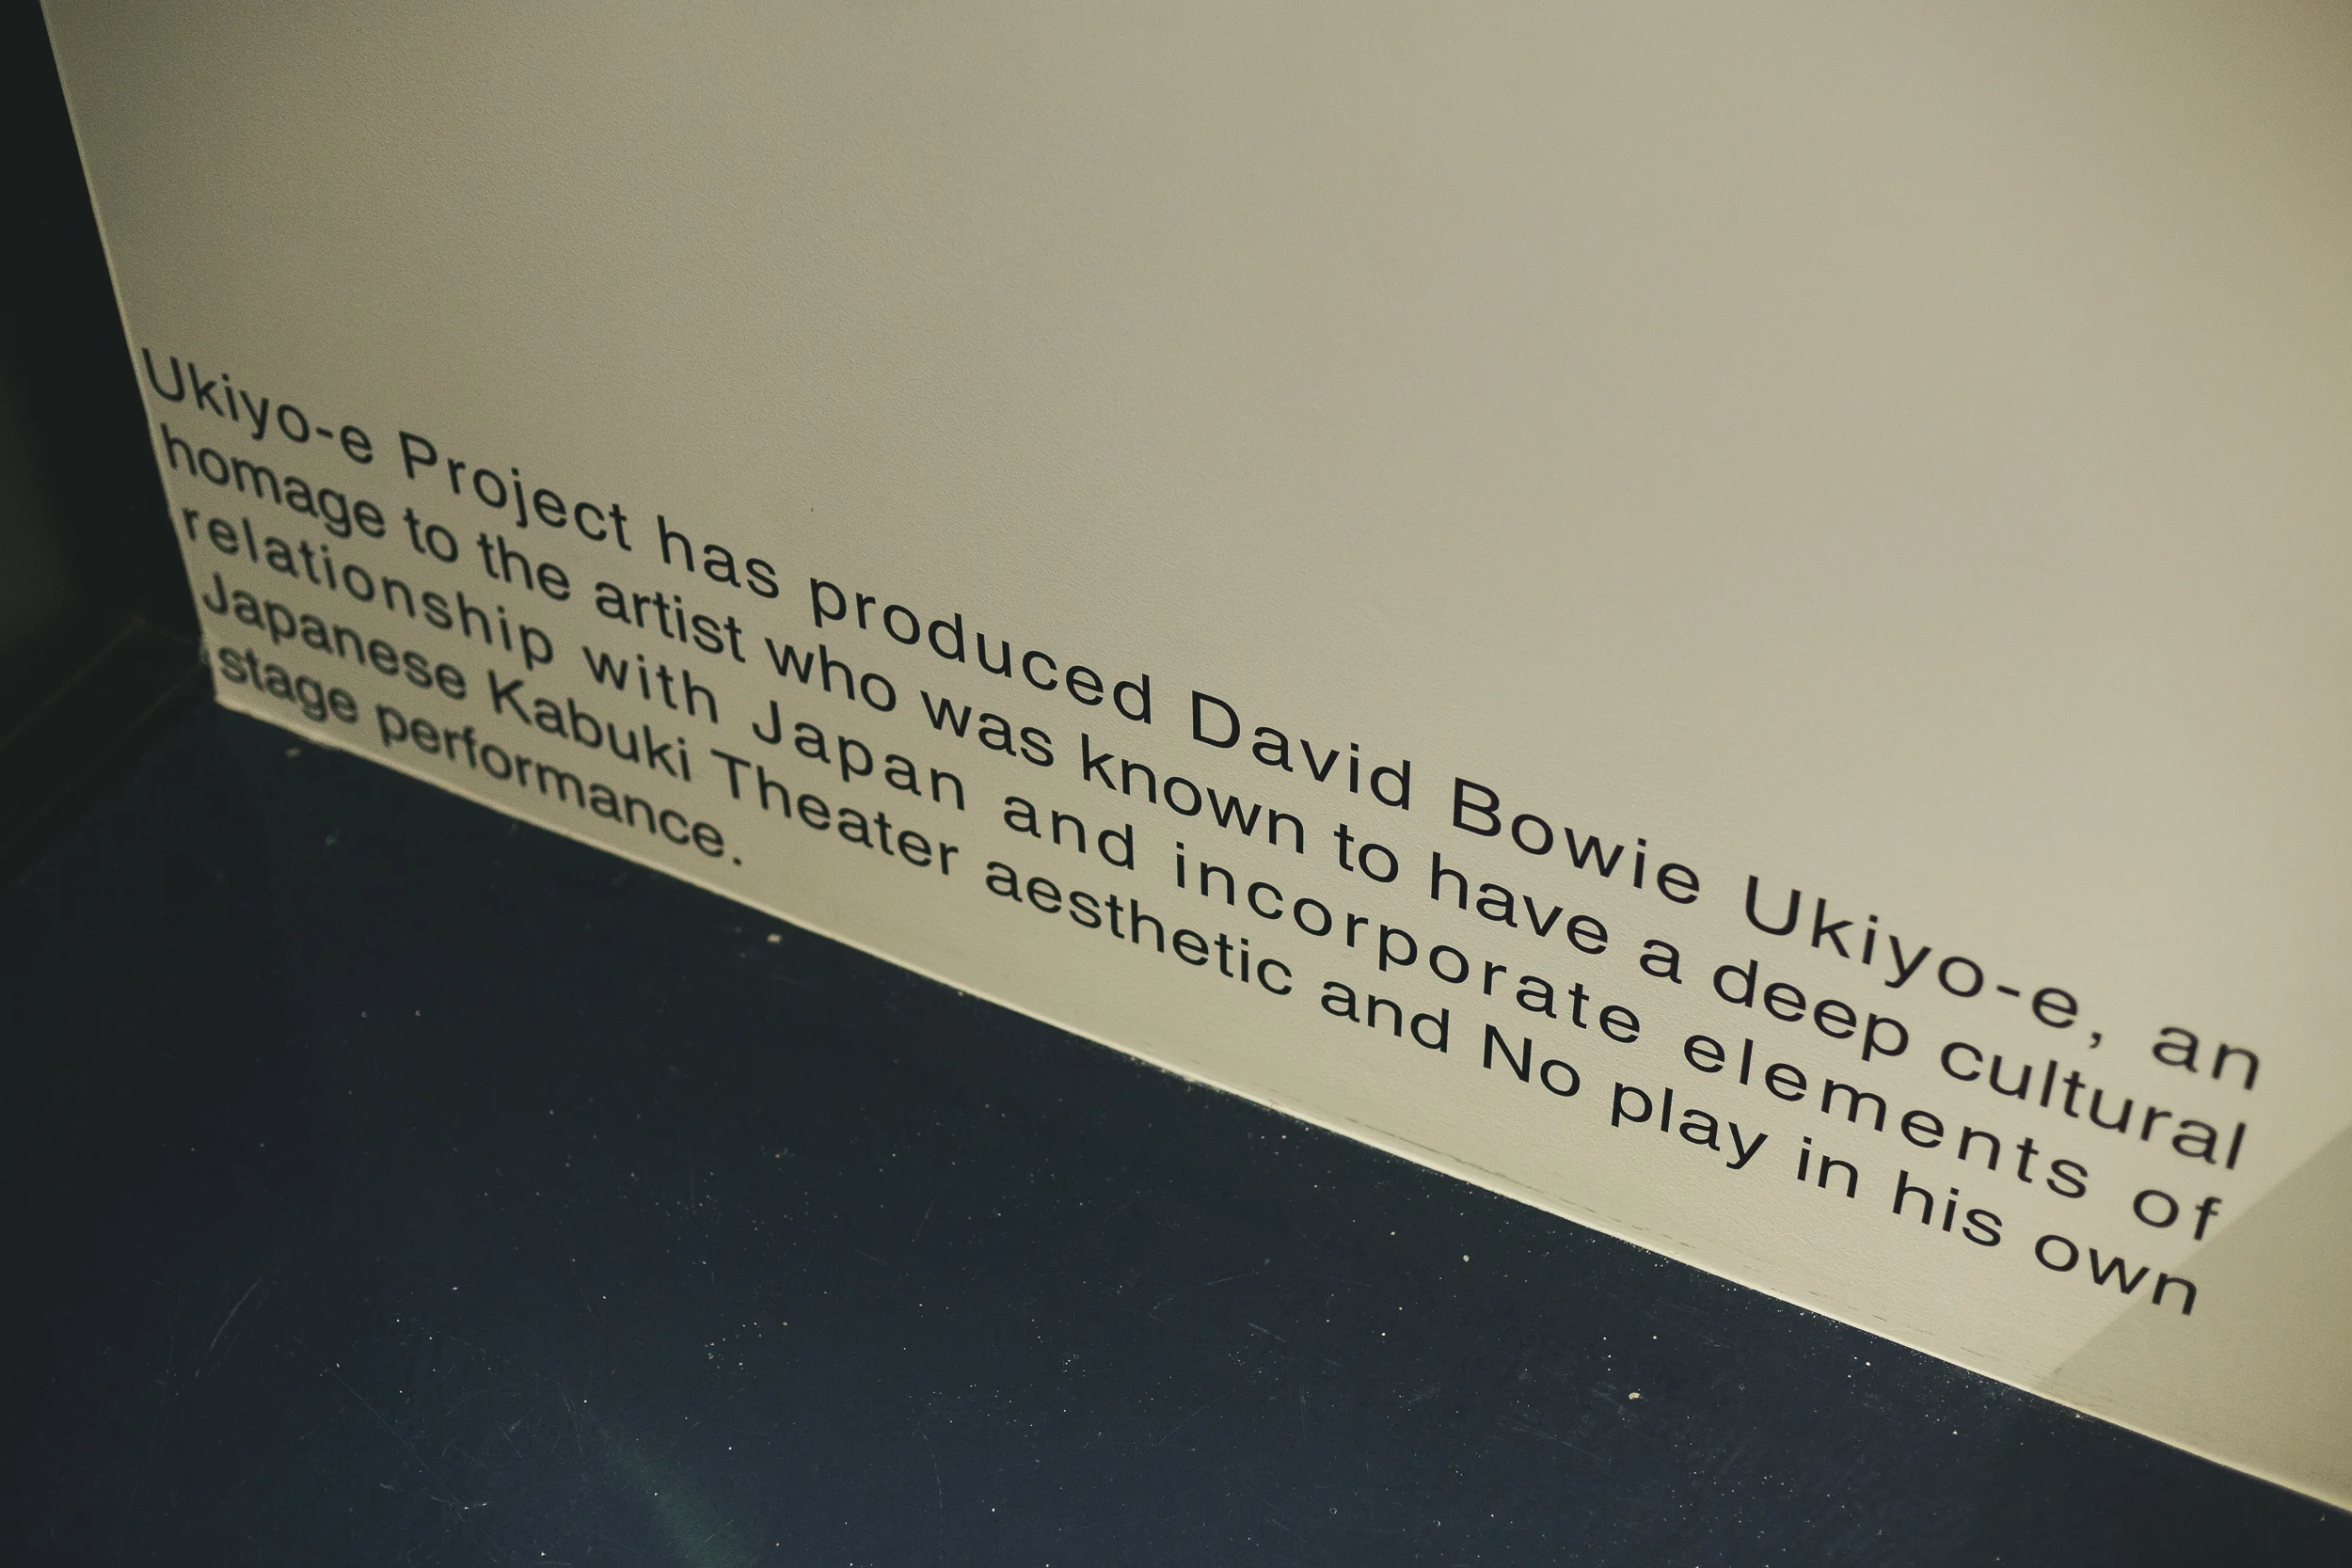 Ukiyo-e Project has produced David Bowie Ukiyo-e, an
homage to the artist who was known to have a deep cultural
relationship with Japan and incorporate elements of
Japanese Kabuki Theater aesthetic and No play in his own
stage performance.